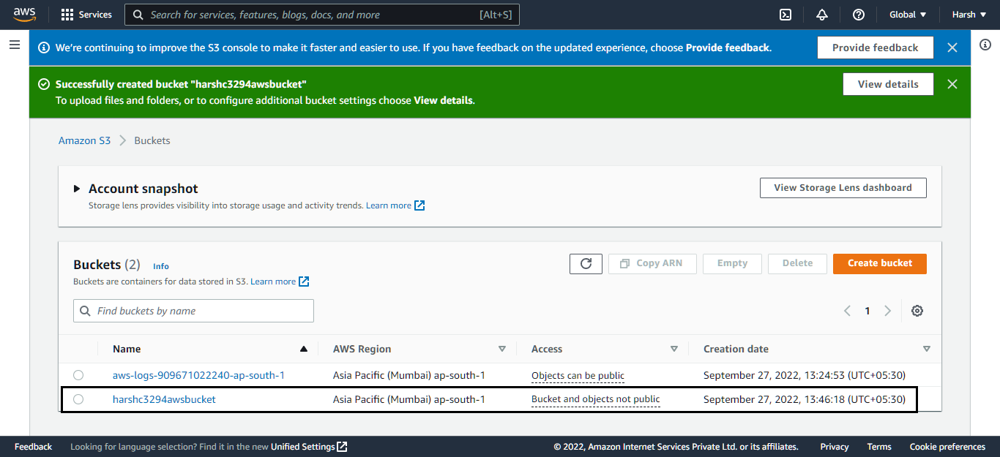 aws Services Search for services, features, blogs, docs, and more [Alt+S] Global Harsh
We're continuing to improve the S3 console to make it faster and easier to use. If you have feedback on the updated experience, choose Provide feedback. Provide feedback
Successfully created bucket "harshc3294awsbucket" View details
To upload files and folders, or to configure additional bucket settings choose View details.
Amazon S3 Buckets
Account snapshot View Storage Lens dashboard
Storage lens provides visibility into storage usage and activity trends. Learn more
Buckets (2) Info Copy ARN Empty Delete Create bucket
Buckets are containers for data stored in S3. Learn more
Find buckets by name 1
Name AWS Region Access Creation date
aws-logs-909671022240-ap-south-1 Asia Pacific (Mumbai) ap-south-1 Objects can be public September 27, 2022, 13:24:53 (UTC+05:30)
harshc3294awsbucket Asia Pacific (Mumbai) ap-south-1 Bucket and objects not public September 27, 2022, 13:46:18 (UTC+05:30)
Feedback Looking for language selection? Find it in the new Unified Settings © 2022, Amazon Internet Services Private Ltd. or its affiliates. Privacy Terms Cookie preferences